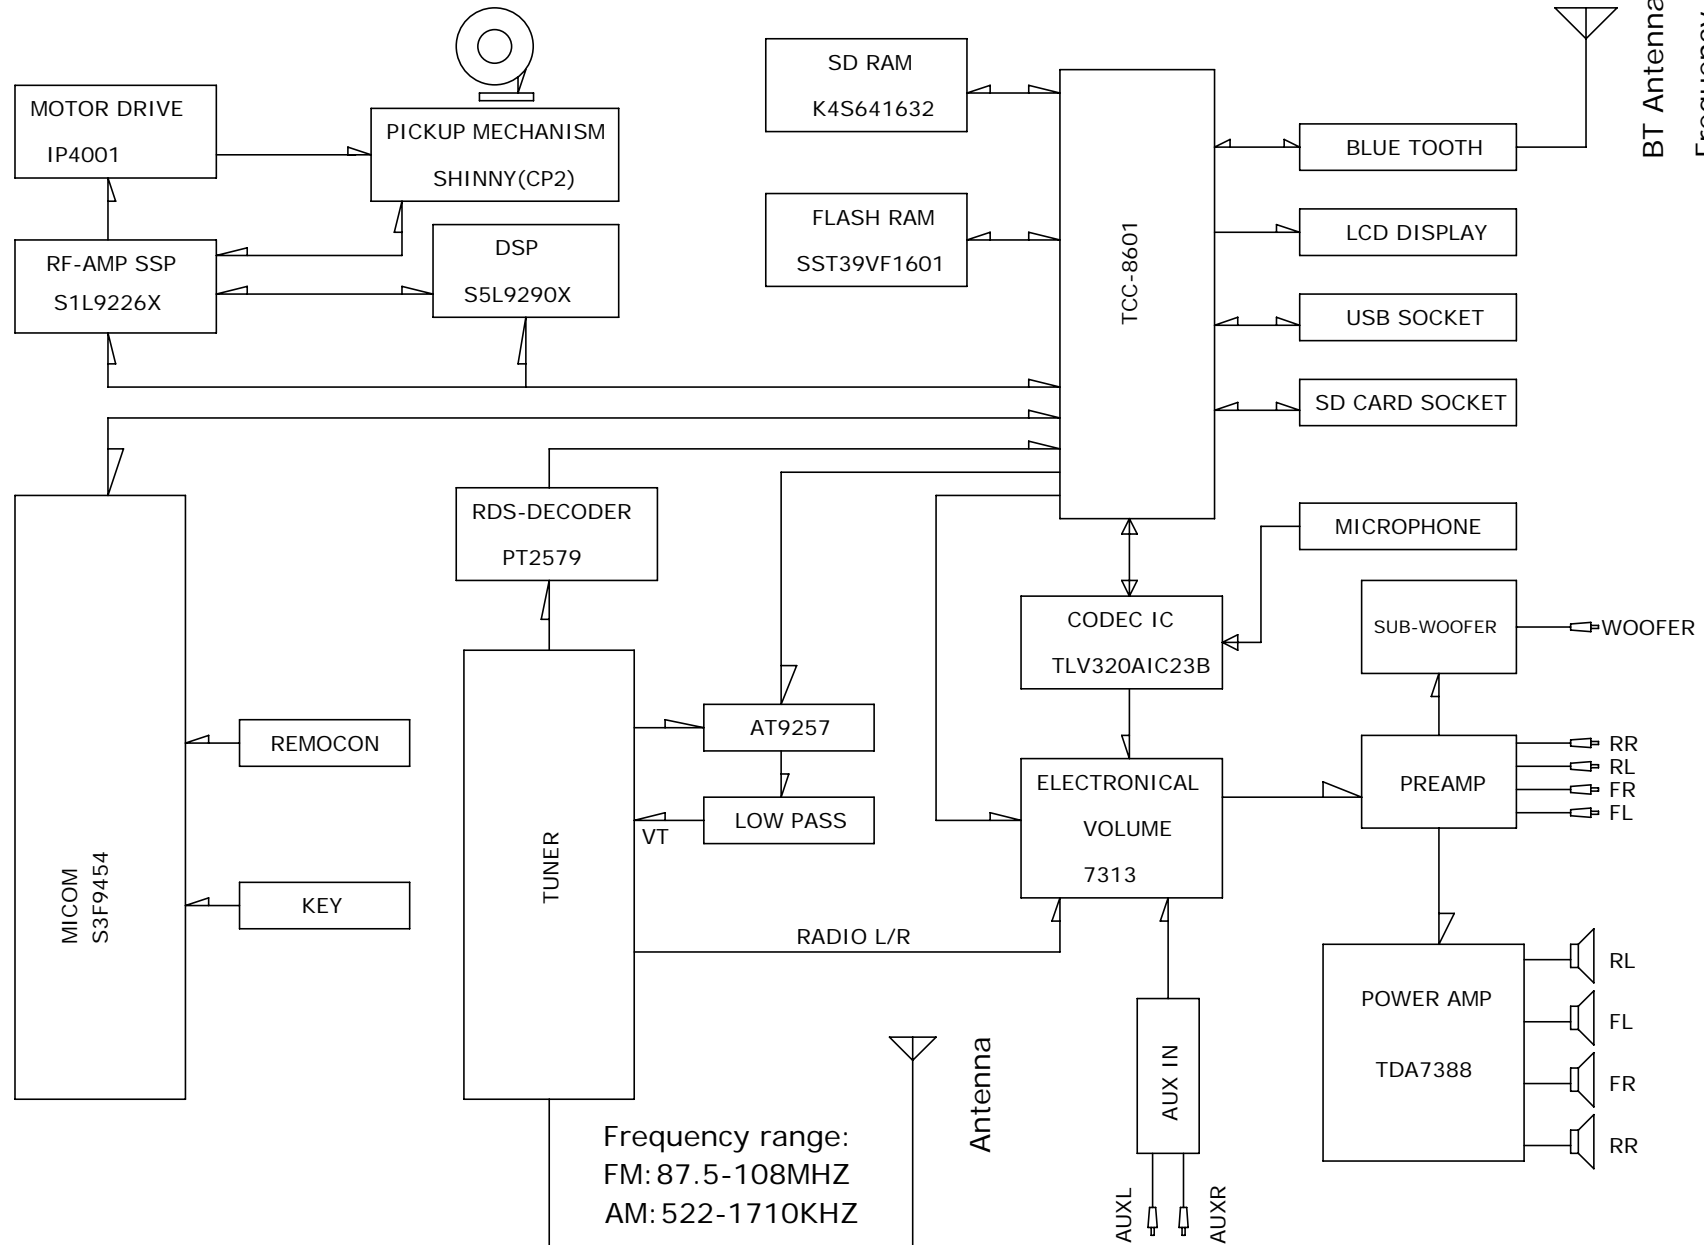 MOTOR DRIVE
IP4001
PICKUP MECHANISM
SHINNY(CP2)
RF-AMP SSP
S1L9226X
DSP
S5L9290X
SD RAM
K4S641632
FLASH RAM
SST39VF1601
TCC-8601
BLUE TOOTH
LCD DISPLAY
USB SOCKET
SD CARD SOCKET
BT Antenna
Frequency
MICOM
S3F9454
REMOCON
KEY
RDS-DECODER
PT2579
TUNER
AT9257
LOW PASS
VT
RADIO L/R
MICROPHONE
CODEC IC
TLV320AIC23B
ELECTRONICAL
VOLUME
7313
SUB-WOOFER
WOOFER
PREAMP
RR
RL
FR
FL
POWER AMP
TDA7388
RL
FL
FR
RR
AUX IN
AUXL
AUXR
Antenna
Frequency range:
FM:87.5-108MHZ
AM:522-1710KHZ